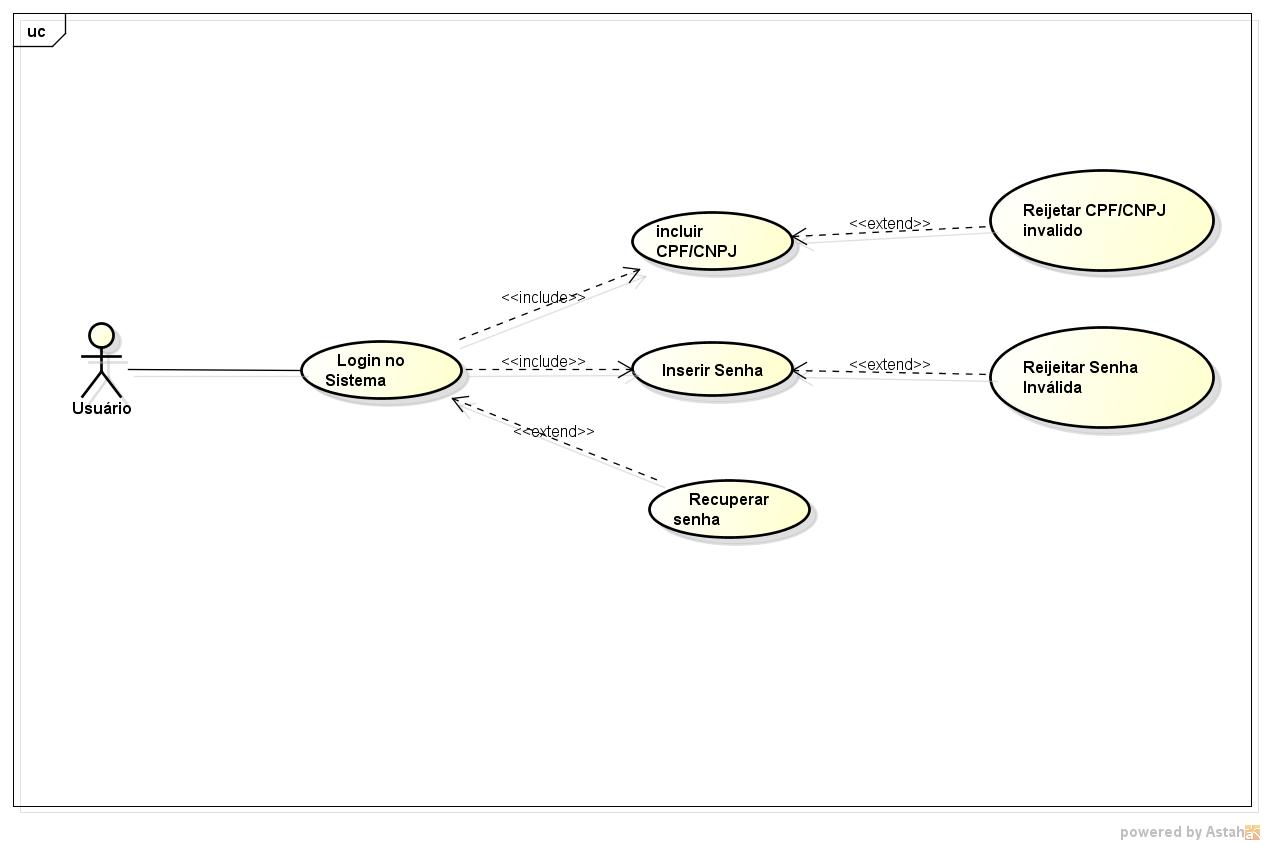 uc
Reijetar CPF/CNPJ
invalido
<<extend>>
incluir
CPF/CNPJ
<<include>>
Login no
Sistema
<<include>>
Inserir Senha
<<extend>>
Reijeitar Senha
Inválida
Usuário
<<extend>>
Recuperar
senha
powered by Astah